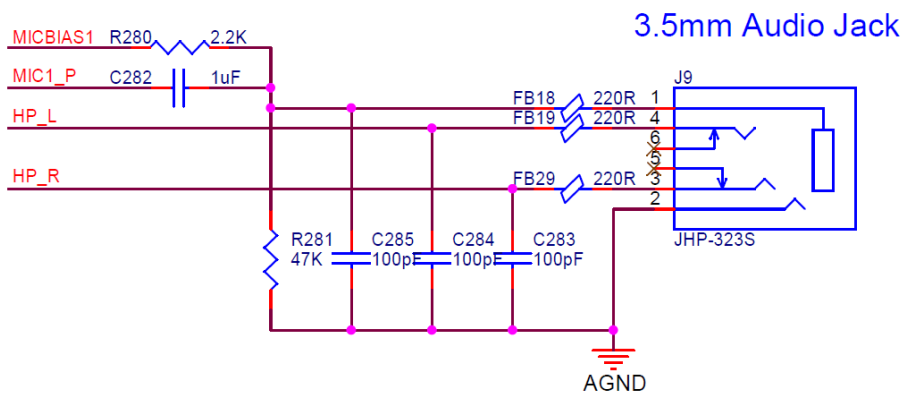 3.5mm Audio Jack
MICBIAS1 R280 2.2K
MIC1_P C282 1uF J9
FB18 220R 1
HP_L FB19 220R 4
6
5
HP_R FB29 220R 3
2
R281 C285 C284 C283 JHP-323S
47K 100pF 100pF 100pF
AGND